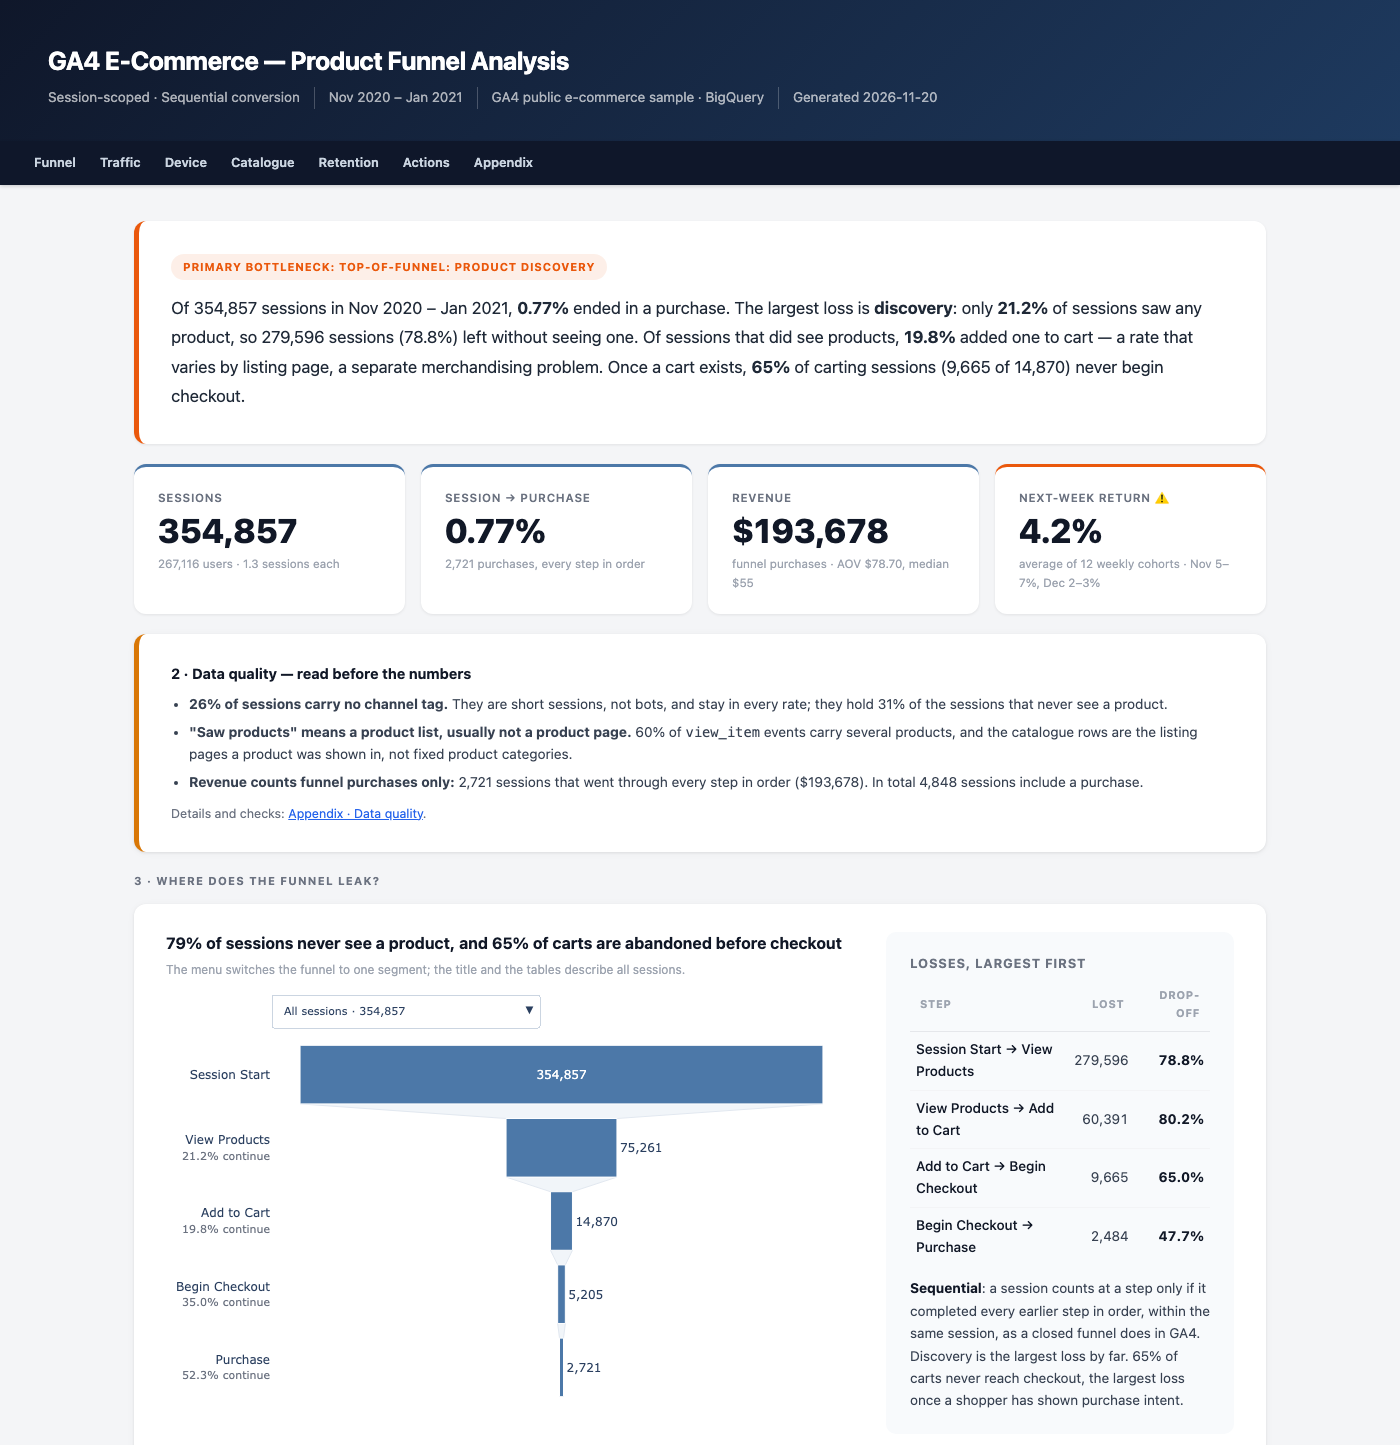 GA4 E-Commerce — Product Funnel Analysis
Session-scoped · Sequential conversion
Nov 2020 – Jan 2021
GA4 public e-commerce sample · BigQuery
Generated 2026-11-20
Funnel
Traffic
Device
Catalogue
Retention
Actions
Appendix
PRIMARY BOTTLENECK: TOP-OF-FUNNEL: PRODUCT DISCOVERY
Of 354,857 sessions in Nov 2020 – Jan 2021, 0.77% ended in a purchase. The largest loss is discovery: only 21.2% of sessions saw any
product, so 279,596 sessions (78.8%) left without seeing one. Of sessions that did see products, 19.8% added one to cart — a rate that
varies by listing page, a separate merchandising problem. Once a cart exists, 65% of carting sessions (9,665 of 14,870) never begin
checkout.
SESSIONS
354,857
267,116 users · 1.3 sessions each
SESSION → PURCHASE
0.77%
2,721 purchases, every step in order
REVENUE
$193,678
funnel purchases · AOV $78.70, median
$55
NEXT-WEEK RETURN ⚠️
4.2%
average of 12 weekly cohorts · Nov 5–
7%, Dec 2–3%
2 · Data quality — read before the numbers
• 26% of sessions carry no channel tag. They are short sessions, not bots, and stay in every rate; they hold 31% of the sessions that never see a product.
• "Saw products" means a product list, usually not a product page. 60% of view_item events carry several products, and the catalogue rows are the listing
pages a product was shown in, not fixed product categories.
• Revenue counts funnel purchases only: 2,721 sessions that went through every step in order ($193,678). In total 4,848 sessions include a purchase.
Details and checks: Appendix · Data quality.
3 · WHERE DOES THE FUNNEL LEAK?
79% of sessions never see a product, and 65% of carts are abandoned before checkout
The menu switches the funnel to one segment; the title and the tables describe all sessions.
All sessions · 354,857 ▼
Session Start
354,857
View Products
21.2% continue
75,261
Add to Cart
19.8% continue
14,870
Begin Checkout
35.0% continue
5,205
Purchase
52.3% continue
2,721
LOSSES, LARGEST FIRST
STEP LOST DROP-
OFF
Session Start → View
Products
279,596 78.8%
View Products → Add
to Cart
60,391 80.2%
Add to Cart → Begin
Checkout
9,665 65.0%
Begin Checkout →
Purchase
2,484 47.7%
Sequential: a session counts at a step only if it
completed every earlier step in order, within the
same session, as a closed funnel does in GA4.
Discovery is the largest loss by far. 65% of
carts never reach checkout, the largest loss
once a shopper has shown purchase intent.